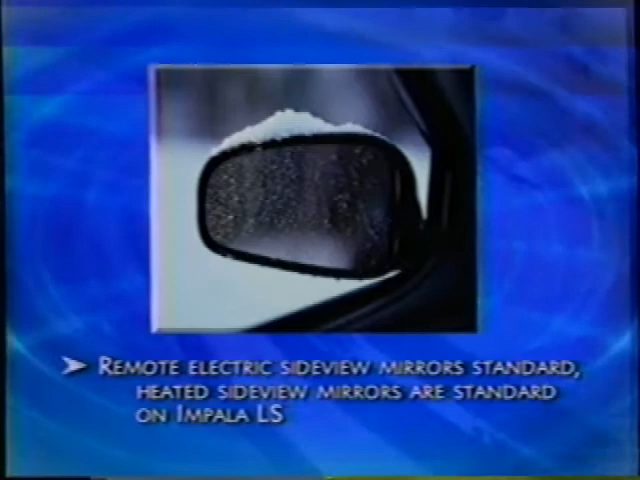 Remote electric sideview mirrors standard,
heated sideview mirrors are standard
on Impala LS